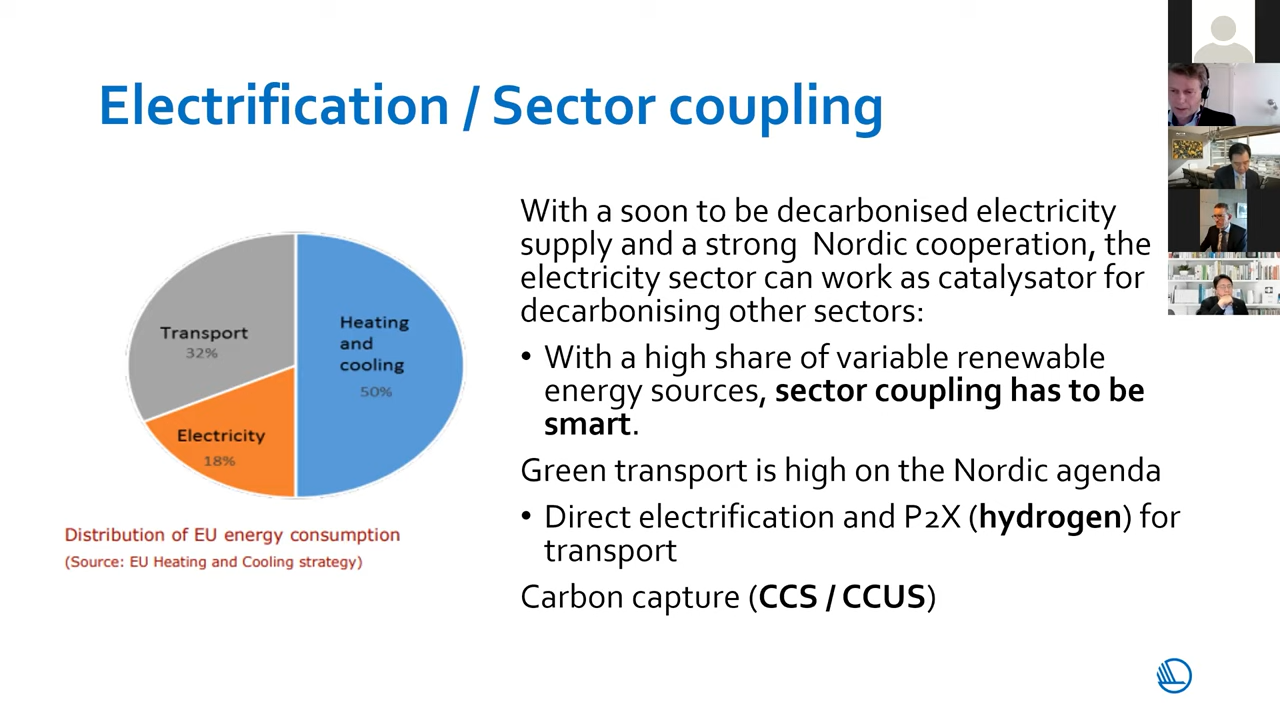 Electrification / Sector coupling
With a soon to be decarbonised electricity
supply and a strong  Nordic cooperation, the
electricity sector can work as catalysator for
decarbonising other sectors:
• With a high share of variable renewable
energy sources, sector coupling has to be
smart.
Green transport is high on the Nordic agenda
• Direct electrification and P2X (hydrogen) for
transport
Carbon capture (CCS / CCUS)
Transport
32%
Heating
and
cooling
50%
Electricity
18%
Distribution of EU energy consumption
(Source: EU Heating and Cooling strategy)